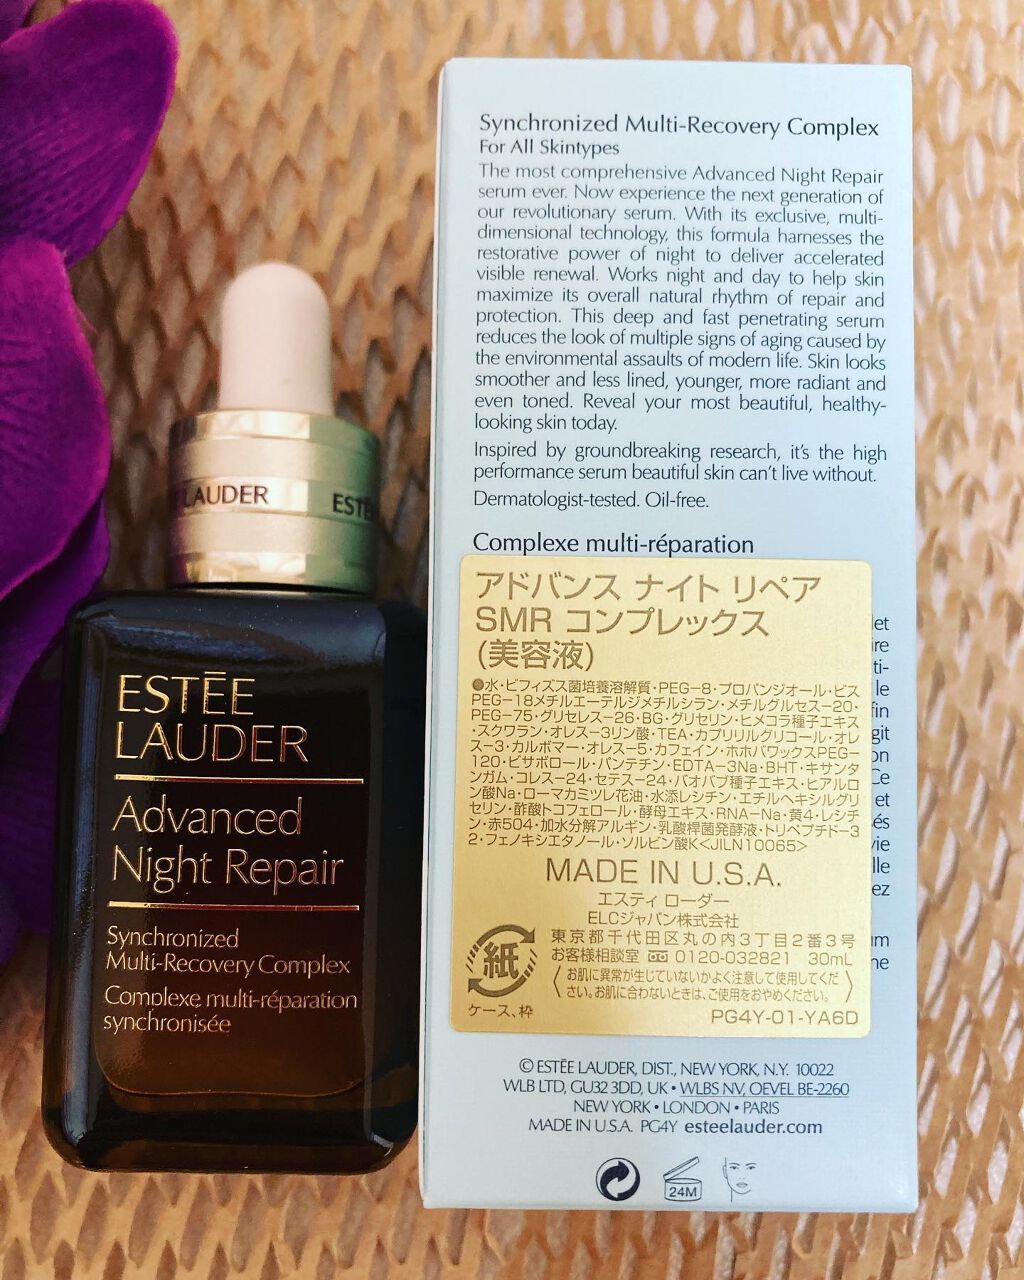 LAUDER
ESTĒE
LAUDER
Advanced
Night Repair
Synchronized
Multi-Recovery Complex
Complexe multi-réparation
synchronisée
Synchronized Multi-Recovery Complex
For All Skintypes
The most comprehensive Advanced Night Repair
serum ever. Now experience the next generation of
our revolutionary serum. With its exclusive, multi-
dimensional technology, this formula harnesses the
restorative power of night to deliver accelerated
visible renewal. Works night and day to help skin
maximize its overall natural rhythm of repair and
protection. This deep and fast penetrating serum
reduces the look of multiple signs of aging caused by
the environmental assaults of modern life. Skin looks
smoother and less lined, younger, more radiant and
even toned. Reveal your most beautiful, healthy-
looking skin today.
Inspired by groundbreaking research, it's the high
performance serum beautiful skin can't live without.
Dermatologist-tested. Oil-free.
Complexe multi-réparation
アドバンス ナイト リペア
SMR コンプレックス
(美容液)
●水・ビフィズス菌培養溶解質・PEG-8・プロパンジオール・ビス
PEG-18メチルエーテルジメチルシラン・メチルグルセス-20・
PEG-75・グリセレス-26・BG・グリセリン・ヒメコラ種子エキス
・スクワラン・オレス-3リン酸・TEA・カプリリルグリコール・オレ
ス-3・カルボマー・オレス-5・カフェイン・ホホバワックスPEG-
120・ビサボロール・パンテチン・EDTA-3Na・BHT・キサンタ
ンガム・コレス-24・セテス-24・バオバブ種子エキス・ヒアルロ
ン酸Na・ローマカミツレ花油・水添レシチン・エチルヘキシルグリ
セリン・酢酸トコフェロール・酵母エキス・RNA-Na・黄4・レシチ
ン・赤504・加水分解アルギン・乳酸桿菌発酵液・トリペプチド-3
2・フェノキシエタノール・ソルビン酸K<JILN10065>
MADE IN U.S.A.
エスティ ローダー
ELCジャパン株式会社
東京都千代田区丸の内3丁目2番3号
お客様相談室 0120-032821 30mL
〈お肌に異常が生じていないかよく注意して使用してくだ
さい。お肌に合わないときは、ご使用をおやめください。〉
紙
ケース、枠
PG4Y-01-YA6D
© ESTĒE LAUDER, DIST., NEW YORK, N.Y. 10022
WLB LTD, GU32 3DD, UK • WLBS NV, OEVEL BE-2260
NEW YORK • LONDON • PARIS
MADE IN U.S.A. PG4Y esteelauder.com
24M